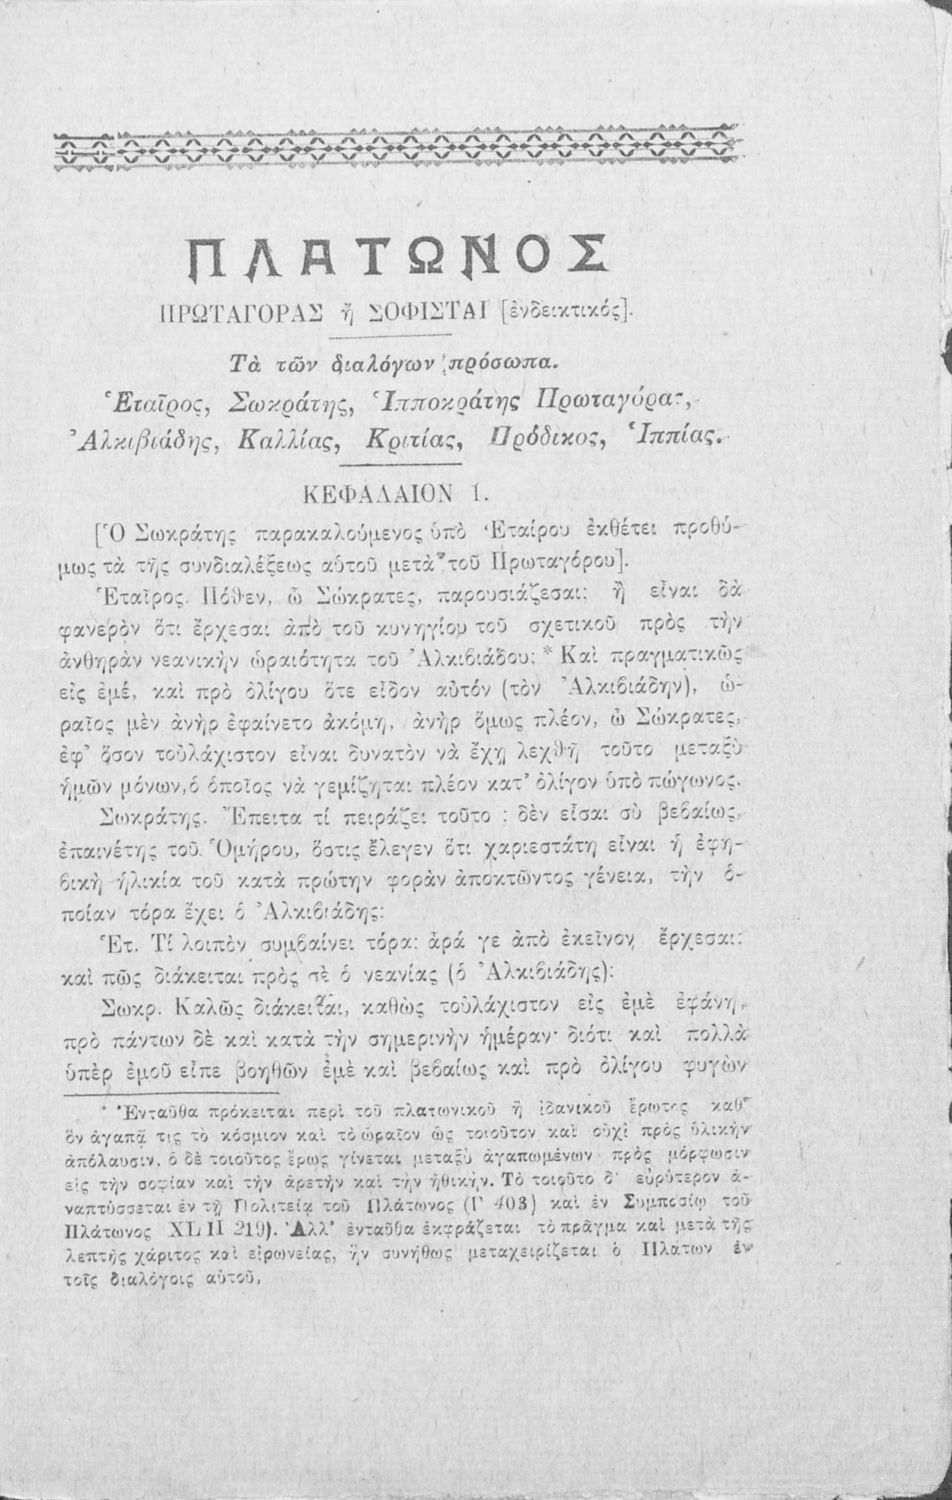 ΠΛΑΤΩΝΟΣ
ΠΡΩΤΑΓΟΡΑΣ ἤ ΣΟΦΙΣΤΑΙ [ἐνδεικτικός].
Τὰ τῶν διαλόγων πρόσωπα.
Ἑταῖρος, Σωκράτης, Ἱπποκράτης Πρωταγόρας,
Ἀλκιβιάδης, Καλλίας, Κριτίας, Πρόδικος, Ἱππίας.
ΚΕΦΑΛΑΙΟΝ 1.
[Ὁ Σωκράτης παρακαλούμενος ὑπὸ Ἑταίρου ἐκθέτει προθύ-
μως τὰ τῆς συνδιαλέξεως αὑτοῦ μετὰ τοῦ Πρωταγόρου].
Ἑταῖρος. Πόθεν, ὦ Σώκρατες, παρουσιάζεσαι; ἢ εἶναι δὰ
φανερὸν ὅτι ἔρχεσαι ἀπὸ τοῦ κυνηγίου τοῦ σχετικοῦ πρὸς τὴν
ἀνθηρὰν νεανικὴν ὡραιότητα τοῦ Ἀλκιβιάδου; * Καὶ πραγματικῶς
εἰς ἐμέ, καὶ πρὸ ὀλίγου ὅτε εἶδον αὐτόν (τὸν Ἀλκιβιάδην), ὡ-
ραῖος μὲν ἀνὴρ ἐφαίνετο ἀκόμη, ἀνὴρ ὅμως πλέον, ὦ Σώκρατες,
ἐφ' ὅσον τοὐλάχιστον εἶναι δυνατὸν νὰ ἔχῃ λεχθῆ τοῦτο μεταξὺ
ἡμῶν μόνων, ὁ ὁποῖος νὰ γεμίζηται πλέον κατ' ὀλίγον ὑπὸ πώγωνος.
Σωκράτης. Ἔπειτα τί πειράζει τοῦτο ; δὲν εἶσαι σὺ βεβαίως,
ἐπαινέτης τοῦ Ὁμήρου, ὅστις ἔλεγεν ὅτι χαριεστάτη εἶναι ἡ ἐφη-
βικὴ ἡλικία τοῦ κατὰ πρώτην φορὰν ἀποκτῶντος γένεια, τὴν ὁ-
ποίαν τόρα ἔχει ὁ Ἀλκιβιάδης;
Ἑτ. Τί λοιπὸν συμβαίνει τόρα; ἆρά γε ἀπὸ ἐκεῖνον ἔρχεσαι;
καὶ πῶς διάκειται πρὸς σὲ ὁ νεανίας (ὁ Ἀλκιβιάδης);
Σωκρ. Καλῶς διάκειται, καθὼς τοὐλάχιστον εἰς ἐμὲ ἐφάνη,
πρὸ πάντων δὲ καὶ κατὰ τὴν σημερινὴν ἡμέραν· διότι καὶ πολλὰ
ὑπὲρ ἐμοῦ εἶπε βοηθῶν ἐμὲ καὶ βεβαίως καὶ πρὸ ὀλίγου φυγὼν
* Ἐνταῦθα πρόκειται περὶ τοῦ πλατωνικοῦ ἢ ἰδανικοῦ ἔρωτος καθ'
ὃν ἀγαπᾷ τις τὸ κόσμιον καὶ τὸ ὡραῖον ὡς τοιοῦτον καὶ οὐχὶ πρὸς ὑλικὴν
ἀπόλαυσιν. ὁ δὲ τοιοῦτος ἔρως γίνεται μεταξὺ ἀγαπωμένων πρὸς μόρφωσιν
εἰς τὴν σοφίαν καὶ τὴν ἀρετὴν καὶ τὴν ἠθικήν. Τὸ τοιοῦτο δ' εὐρύτερον ἀ-
ναπτύσσεται ἐν τῇ Πολιτείᾳ τοῦ Πλάτωνος (Γ 403) καὶ ἐν Συμποσίῳ τοῦ
Πλάτωνος XL II 219). Ἀλλ' ἐνταῦθα ἐκφράζεται τὸ πρᾶγμα καὶ μετὰ τῆς
λεπτῆς χάριτος καὶ εἰρωνείας, ἣν συνήθως μεταχειρίζεται ὁ Πλάτων ἐν
τοῖς διαλόγοις αὑτοῦ,